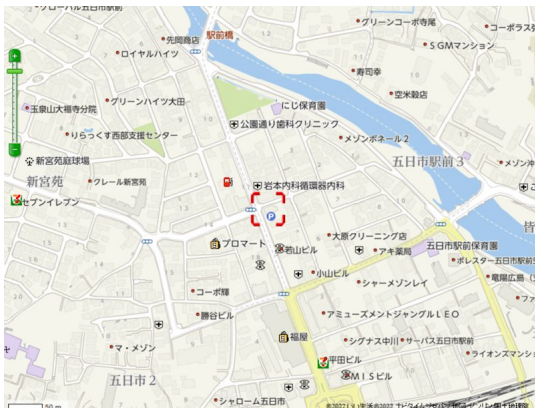 グローバル五日市駅前
グリーンコーポ寺尾
コーポラス
先岡商店
駅前橋
ロイヤルハイツ
SGMマンション
寿司幸
空米穀店
グリーンハイツ大田
にじ保育園
玉泉山大福寺分院
公園通り歯科クリニック
りらっくす西部支援センター
メゾンボヌール2
五日市駅前3
新宮苑庭球場
メゾン沖
新宮苑
グレール新宮苑
岩本内科循環器内科
セブンイレブン
P
皆
大原クリーニング店
プロマート
若山ビル
アキ薬局
五日市駅前保育園
ポレスター五日市駅前
小山ビル
竜陽広島
コーポ輝
シャーメゾンレイ
勝谷ビル
アミューズメントジャングルLEO
福屋
シグナス中川
サーパス五日市駅前
マ・メゾン
平田ビル
ライオンズマンシ
五日市2
MISビル
シャローム五日市
50 m